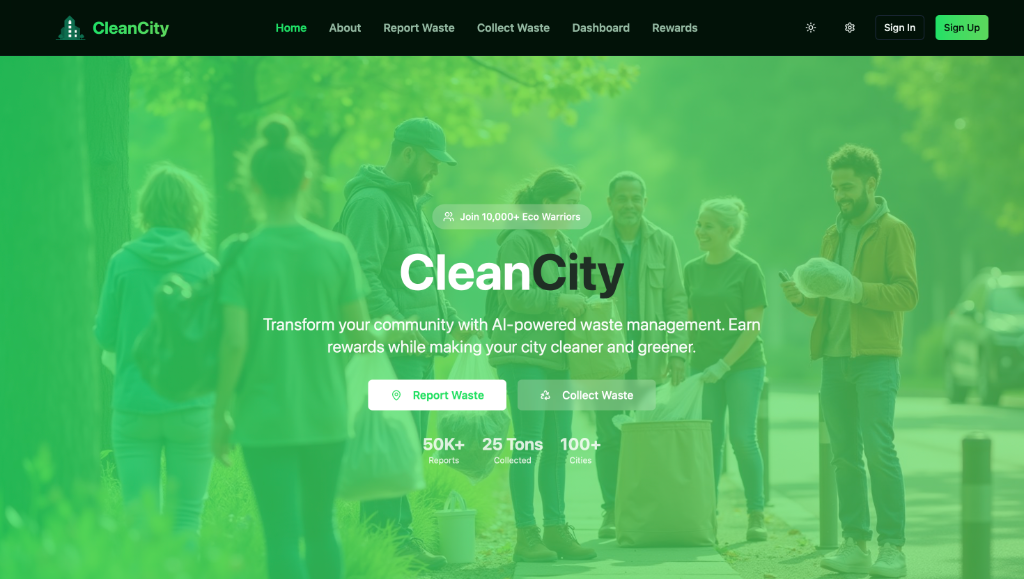 CleanCity
Home
About
Report Waste
Collect Waste
Dashboard
Rewards
Sign In
Sign Up
Join 10,000+ Eco Warriors
CleanCity
Transform your community with AI-powered waste management. Earn
rewards while making your city cleaner and greener.
Report Waste
Collect Waste
50K+
Reports
25 Tons
Collected
100+
Cities